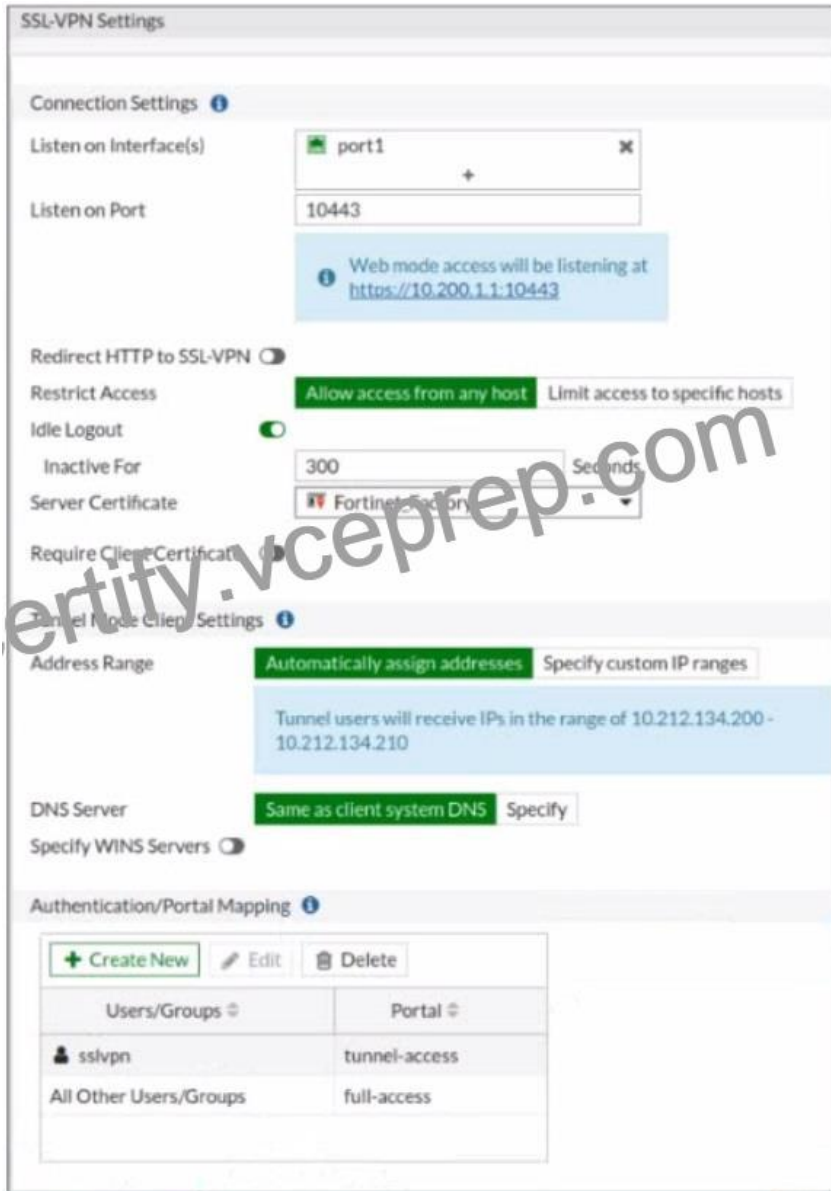 SSL-VPN Settings
Connection Settings
Listen on Interface(s) port1
Listen on Port 10443
Web mode access will be listening at
https://10.200.1.1:10443
Redirect HTTP to SSL-VPN
Restrict Access Allow access from any host Limit access to specific hosts
Idle Logout
Inactive For 300 Seconds
Server Certificate Fortinet_Factory
Require Client Certificate
Tunnel Mode Client Settings
Address Range Automatically assign addresses Specify custom IP ranges
Tunnel users will receive IPs in the range of 10.212.134.200 -
10.212.134.210
DNS Server Same as client system DNS Specify
Specify WINS Servers
Authentication/Portal Mapping
Create New Edit Delete
Users/Groups Portal
sslvpn tunnel-access
All Other Users/Groups full-access
ertify.vceprep.com